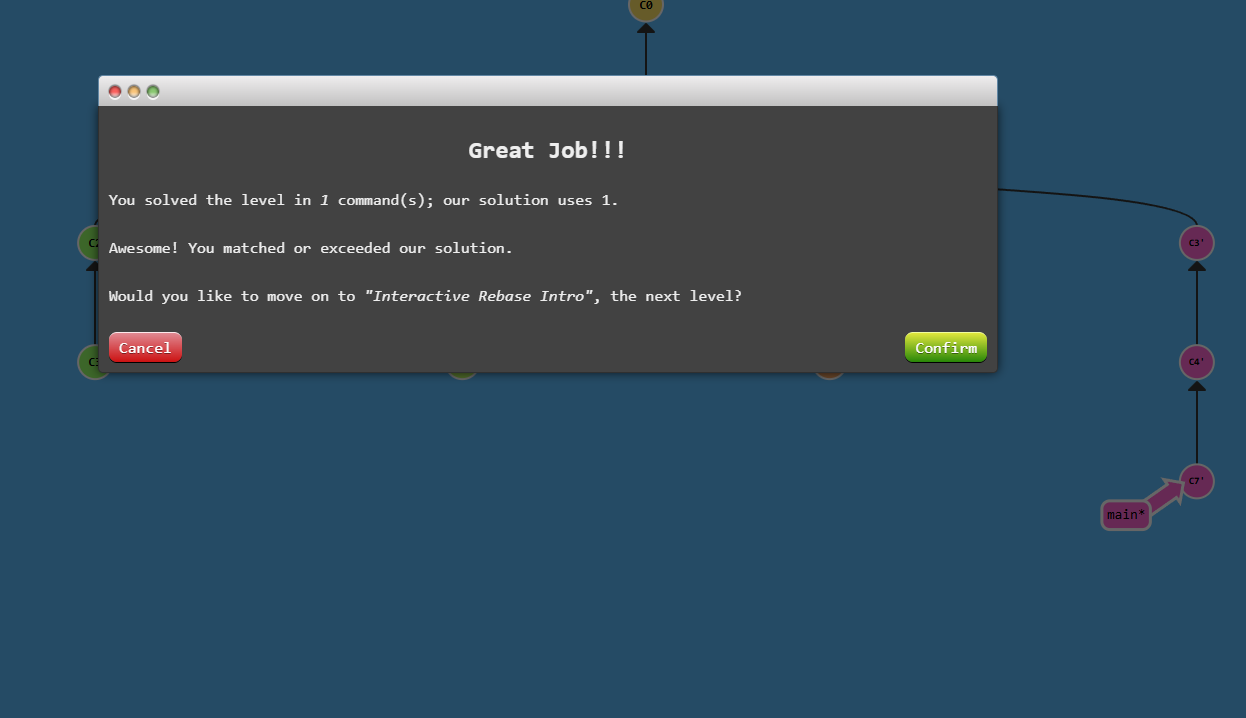 C0
Great Job!!!
You solved the level in 1 command(s); our solution uses 1.
C3'
Awesome! You matched or exceeded our solution.
Would you like to move on to "Interactive Rebase Intro", the next level?
Cancel
Confirm
C4'
C7'
main*